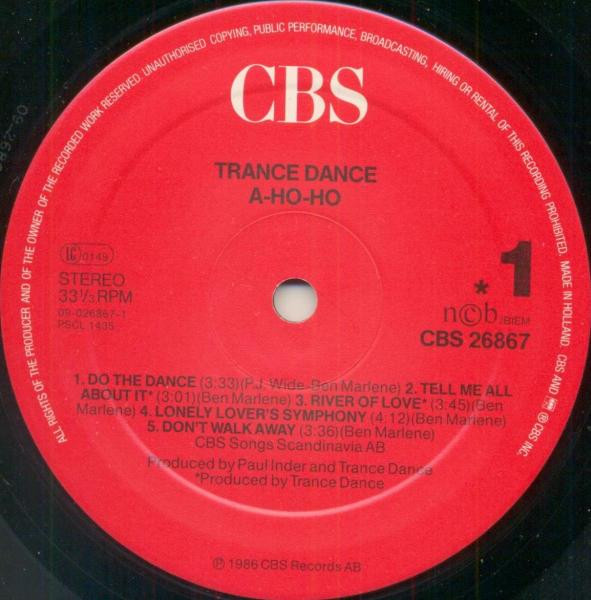 ALL RIGHTS OF THE PRODUCER AND OF THE OWNER OF THE RECORDED WORK RESERVED. UNAUTHORISED COPYING, PUBLIC PERFORMANCE, BROADCASTING, HIRING OR RENTAL OF THIS RECORDING PROHIBITED. MADE IN HOLLAND. CBS AND ® ℗ CBS INC.
CBS
TRANCE DANCE
A-HO-HO
LC 0149
STEREO
33 1/3 RPM
09-026867-1
PSCL 1435
* 1
n©b/BIEM
CBS 26867
1. DO THE DANCE (3:33)(P.J. Wide-Ben Marlene) 2. TELL ME ALL
ABOUT IT* (3:01)(Ben Marlene) 3. RIVER OF LOVE* (3:45)(Ben
Marlene) 4. LONELY LOVER'S SYMPHONY (4:12)(Ben Marlene)
5. DON'T WALK AWAY (3:36)(Ben Marlene)
CBS Songs Scandinavia AB
Produced by Paul Inder and Trance Dance
*Produced by Trance Dance
℗ 1986 CBS Records AB